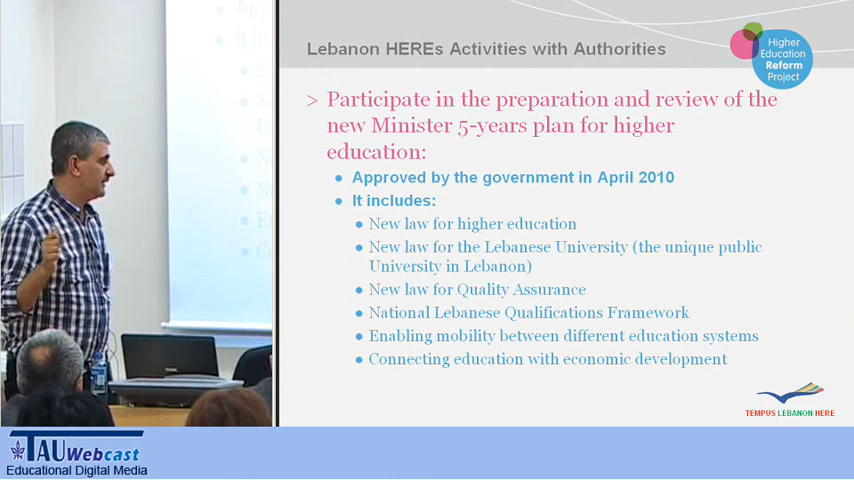 Lebanon HEREs Activities with Authorities
Higher
Education
Reform
Project
> Participate in the preparation and review of the
new Minister 5-years plan for higher
education:
● Approved by the government in April 2010
● It includes:
● New law for higher education
● New law for the Lebanese University (the unique public
University in Lebanon)
● New law for Quality Assurance
● National Lebanese Qualifications Framework
● Enabling mobility between different education systems
● Connecting education with economic development
TEMPUS LEBANON HERE
TAU Webcast
Educational Digital Media